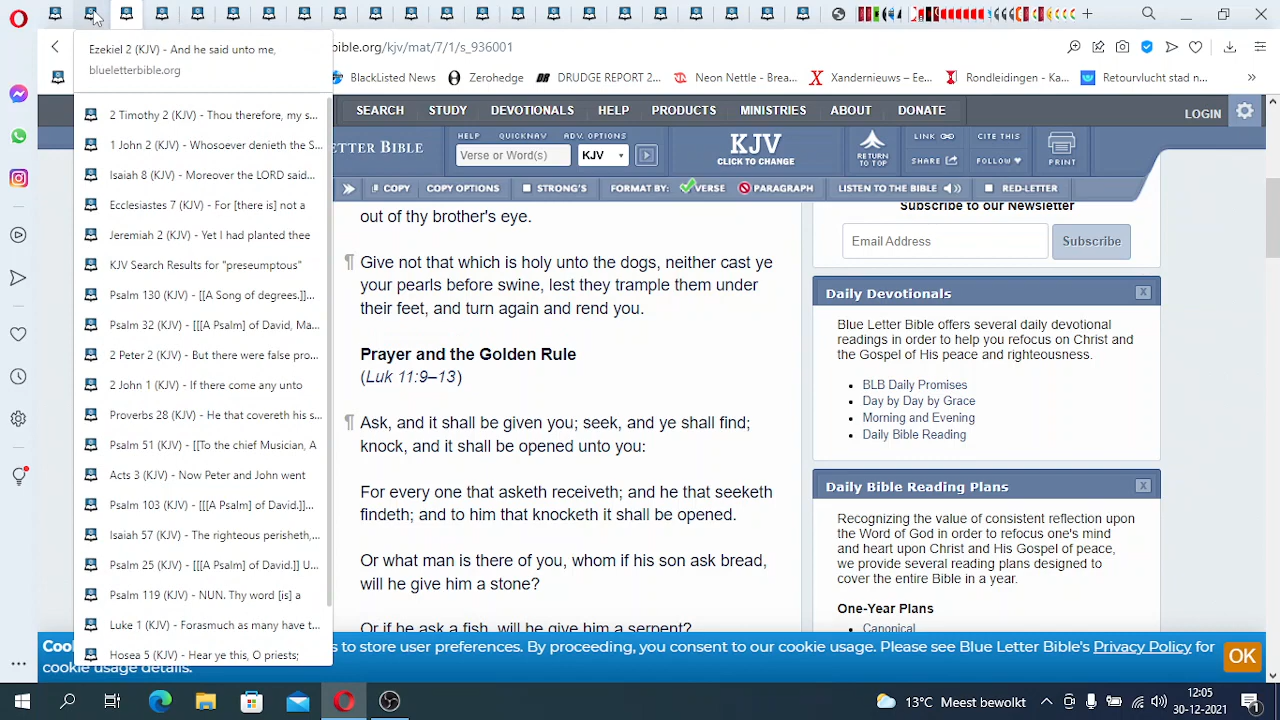 Ezekiel 2 (KJV) - And he said unto me,
blueletterbible.org
2 Timothy 2 (KJV) - Thou therefore, my s...
1 John 2 (KJV) - Whosoever denieth the S...
Isaiah 8 (KJV) - Moreover the LORD said...
Ecclesiastes 7 (KJV) - For [there is] not a
Jeremiah 2 (KJV) - Yet I had planted thee
KJV Search Results for "preseumptous"
Psalm 130 (KJV) - [[A Song of degrees.]]...
Psalm 32 (KJV) - [[[A Psalm] of David, Ma...
2 Peter 2 (KJV) - But there were false pro...
2 John 1 (KJV) - If there come any unto
Proverbs 28 (KJV) - He that covereth his s...
Psalm 51 (KJV) - [[To the chief Musician, A
Acts 3 (KJV) - Now Peter and John went
Psalm 103 (KJV) - [[[A Psalm] of David.]]...
Isaiah 57 (KJV) - The righteous perisheth,...
Psalm 25 (KJV) - [[[A Psalm] of David.]] U...
Psalm 119 (KJV) - NUN. Thy word [is] a
Luke 1 (KJV) - Forasmuch as many have t...
Hosea 5 (KJV) - Hear ye this, O priests;
bible.org/kjv/mat/7/1/s_936001
BlackListed News
Zerohedge
DR DRUDGE REPORT 2...
Neon Nettle - Brea...
X Xandernieuws – Ee...
Rondleidingen - Ka...
Retourvlucht stad n...
»
SEARCH STUDY DEVOTIONALS HELP PRODUCTS MINISTRIES ABOUT DONATE
LOGIN
TTER BIBLE
HELP QUICKNAV ADV. OPTIONS
Verse or Word(s) KJV
KJV
CLICK TO CHANGE
RETURN
TO TOP
LINK CITE THIS
SHARE FOLLOW
PRINT
COPY COPY OPTIONS STRONG'S FORMAT BY: VERSE PARAGRAPH LISTEN TO THE BIBLE RED-LETTER
out of thy brother's eye.
¶ Give not that which is holy unto the dogs, neither cast ye
your pearls before swine, lest they trample them under
their feet, and turn again and rend you.
Prayer and the Golden Rule
(Luk 11:9–13)
¶ Ask, and it shall be given you; seek, and ye shall find;
knock, and it shall be opened unto you:
For every one that asketh receiveth; and he that seeketh
findeth; and to him that knocketh it shall be opened.
Or what man is there of you, whom if his son ask bread,
will he give him a stone?
Or if he ask a fish, will he give him a serpent?
Subscribe to our Newsletter
Email Address Subscribe
Daily Devotionals X
Blue Letter Bible offers several daily devotional
readings in order to help you refocus on Christ and
the Gospel of His peace and righteousness.
BLB Daily Promises
Day by Day by Grace
Morning and Evening
Daily Bible Reading
Daily Bible Reading Plans X
Recognizing the value of consistent reflection upon
the Word of God in order to refocus one's mind
and heart upon Christ and His Gospel of peace,
we provide several reading plans designed to
cover the entire Bible in a year.
One-Year Plans
Canonical
Cook to store user preferences. By proceeding, you consent to our cookie usage. Please see Blue Letter Bible's Privacy Policy for
cookie usage details.
OK
13°C Meest bewolkt
12:05
30-12-2021
1